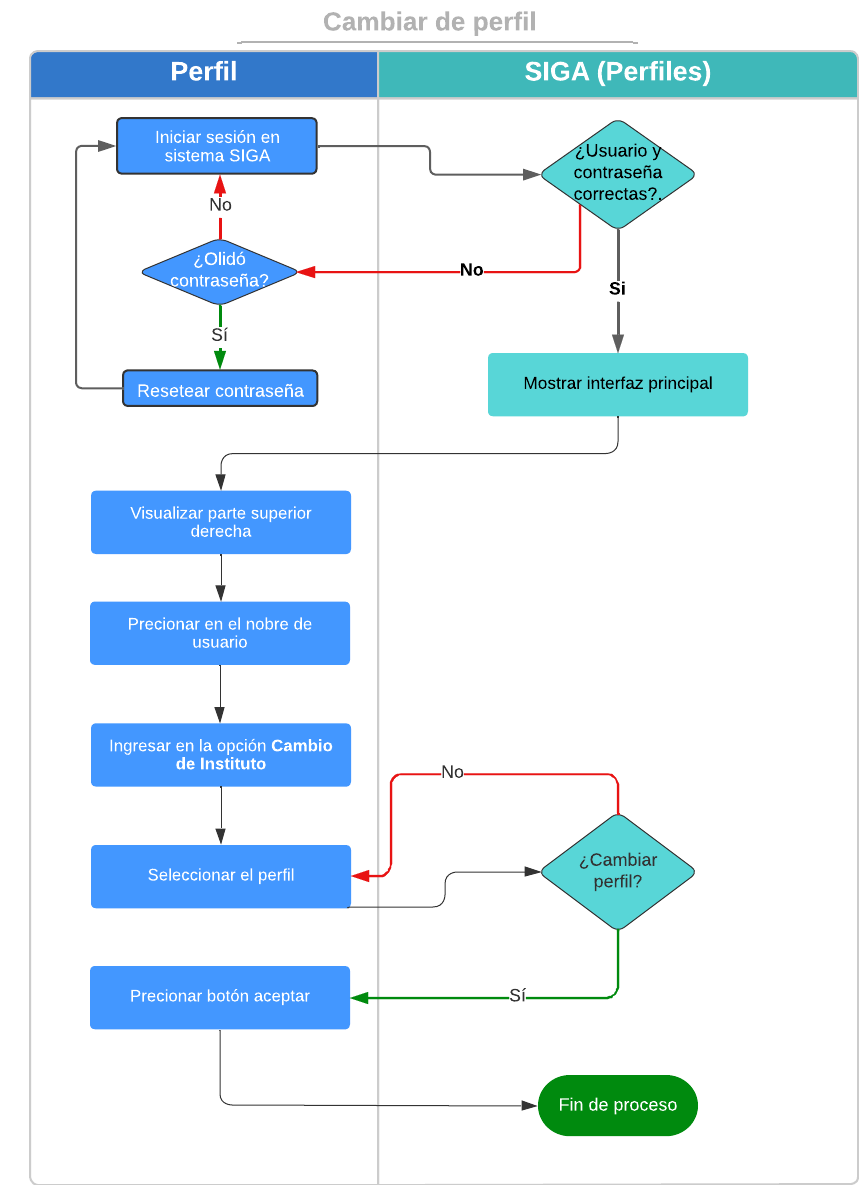 Cambiar de perfil
Perfil
SIGA (Perfiles)
Iniciar sesión en
sistema SIGA
¿Usuario y
contraseña
correctas?.
No
¿Olidó
contraseña?
No
Si
Sí
Resetear contraseña
Mostrar interfaz principal
Visualizar parte superior
derecha
Precionar en el nobre de
usuario
Ingresar en la opción Cambio
de Instituto
No
Seleccionar el perfil
¿Cambiar
perfil?
Precionar botón aceptar
Sí
Fin de proceso